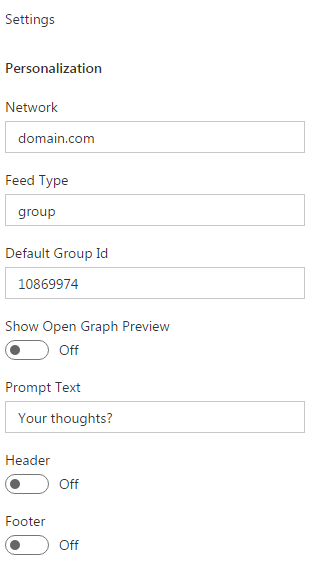 Settings
Personalization
Network
domain.com
Feed Type
group
Default Group Id
10869974
Show Open Graph Preview
Off
Prompt Text
Your thoughts?
Header
Off
Footer
Off